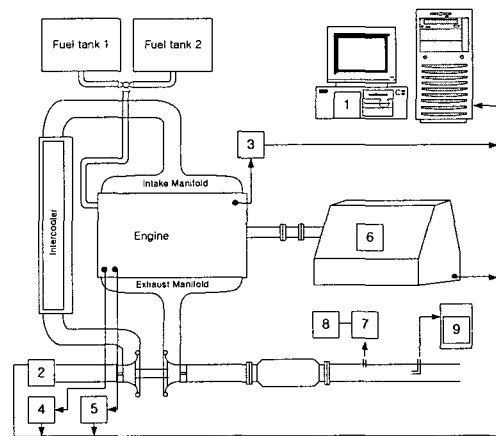 Fuel tank 1
Fuel tank 2
1
3
Intake Manifold
Intercooler
Engine
6
Exhaust Manifold
8
7
9
2
4
5